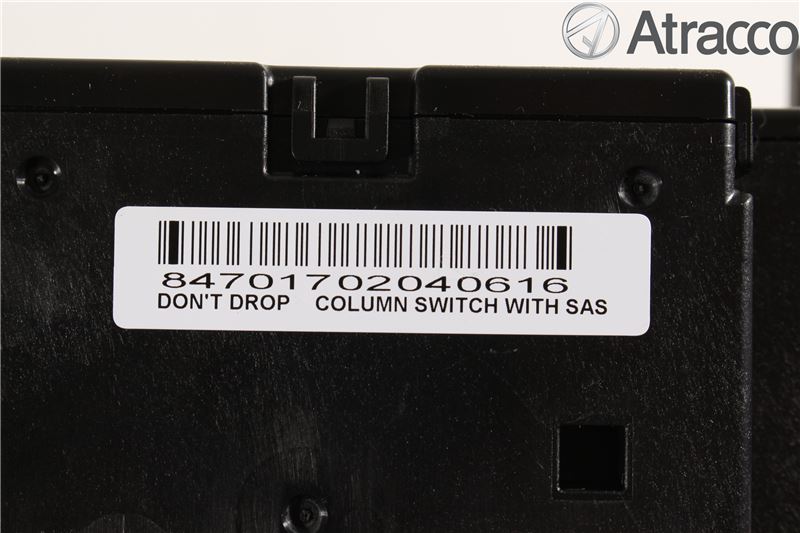 Atracco
84701702040616
DON'T DROP COLUMN SWITCH WITH SAS